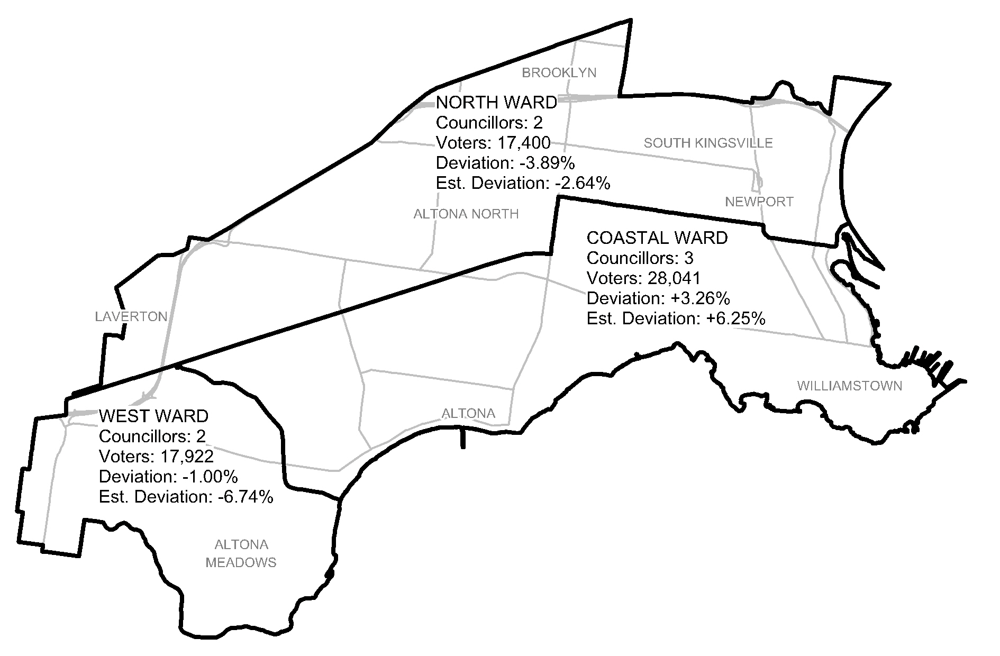 BROOKLYN
NORTH WARD
Councillors: 2
Voters: 17,400
Deviation: -3.89%
Est. Deviation: -2.64%
SOUTH KINGSVILLE
NEWPORT
ALTONA NORTH
COASTAL WARD
Councillors: 3
Voters: 28,041
Deviation: +3.26%
Est. Deviation: +6.25%
LAVERTON
WILLIAMSTOWN
ALTONA
WEST WARD
Councillors: 2
Voters: 17,922
Deviation: -1.00%
Est. Deviation: -6.74%
ALTONA
MEADOWS